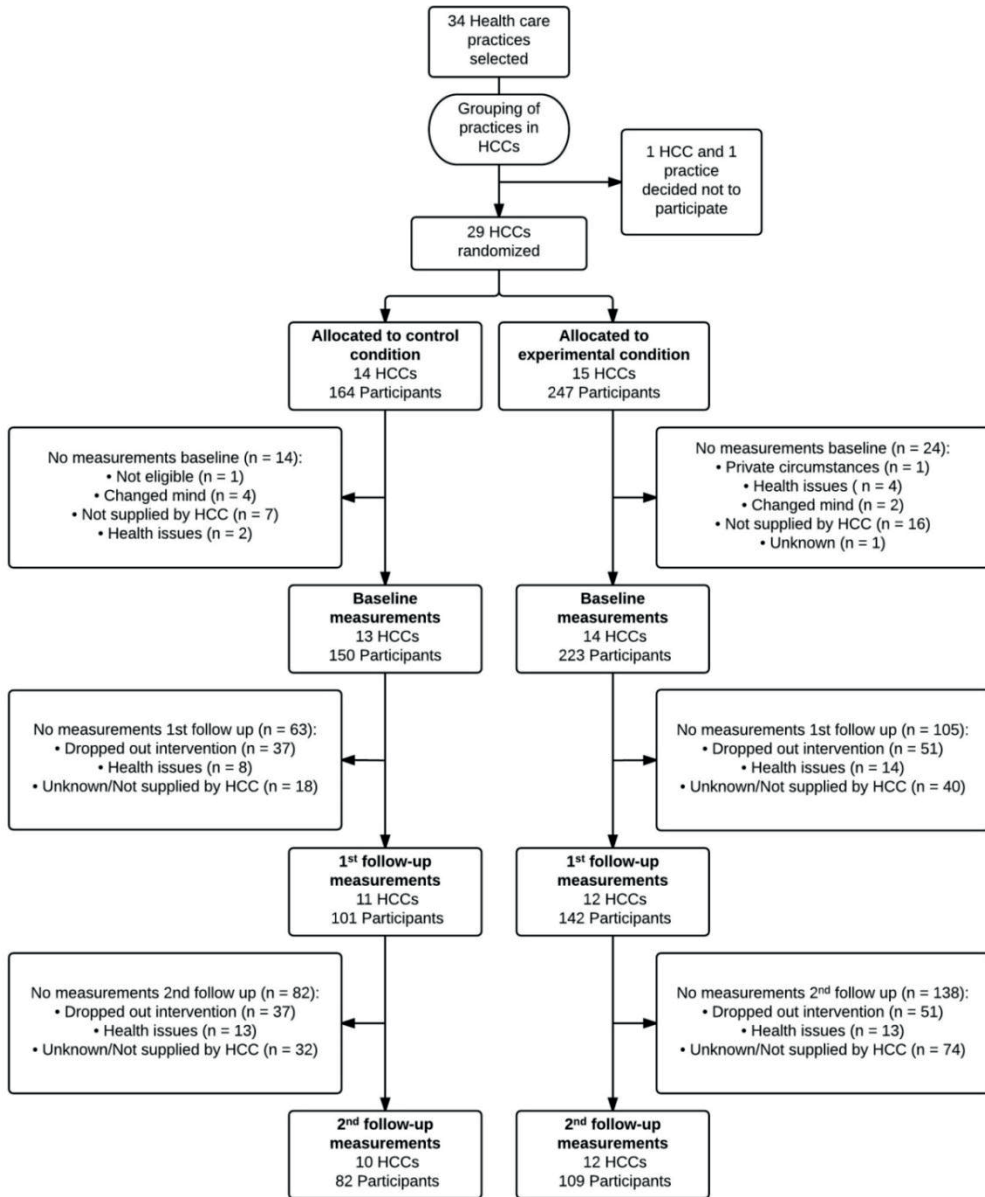 34 Health care
practices
selected
Grouping of
practices in
HCCs
1 HCC and 1
practice
decided not to
participate
29 HCCs
randomized
Allocated to control
condition
14 HCCs
164 Participants
Allocated to
experimental condition
15 HCCs
247 Participants
No measurements baseline (n = 14):
• Not eligible (n = 1)
• Changed mind (n = 4)
• Not supplied by HCC (n = 7)
• Health issues (n = 2)
No measurements baseline (n = 24):
• Private circumstances (n = 1)
• Health issues ( n = 4)
• Changed mind (n = 2)
• Not supplied by HCC (n = 16)
• Unknown (n = 1)
Baseline
measurements
13 HCCs
150 Participants
Baseline
measurements
14 HCCs
223 Participants
No measurements 1st follow up (n = 63):
• Dropped out intervention (n = 37)
• Health issues (n = 8)
• Unknown/Not supplied by HCC (n = 18)
No measurements 1st follow up (n = 105):
• Dropped out intervention (n = 51)
• Health issues (n = 14)
• Unknown/Not supplied by HCC (n = 40)
1st follow-up
measurements
11 HCCs
101 Participants
1st follow-up
measurements
12 HCCs
142 Participants
No measurements 2nd follow up (n = 82):
• Dropped out intervention (n = 37)
• Health issues (n = 13)
• Unknown/Not supplied by HCC (n = 32)
No measurements 2nd follow up (n = 138):
• Dropped out intervention (n = 51)
• Health issues (n = 13)
• Unknown/Not supplied by HCC (n = 74)
2nd follow-up
measurements
10 HCCs
82 Participants
2nd follow-up
measurements
12 HCCs
109 Participants